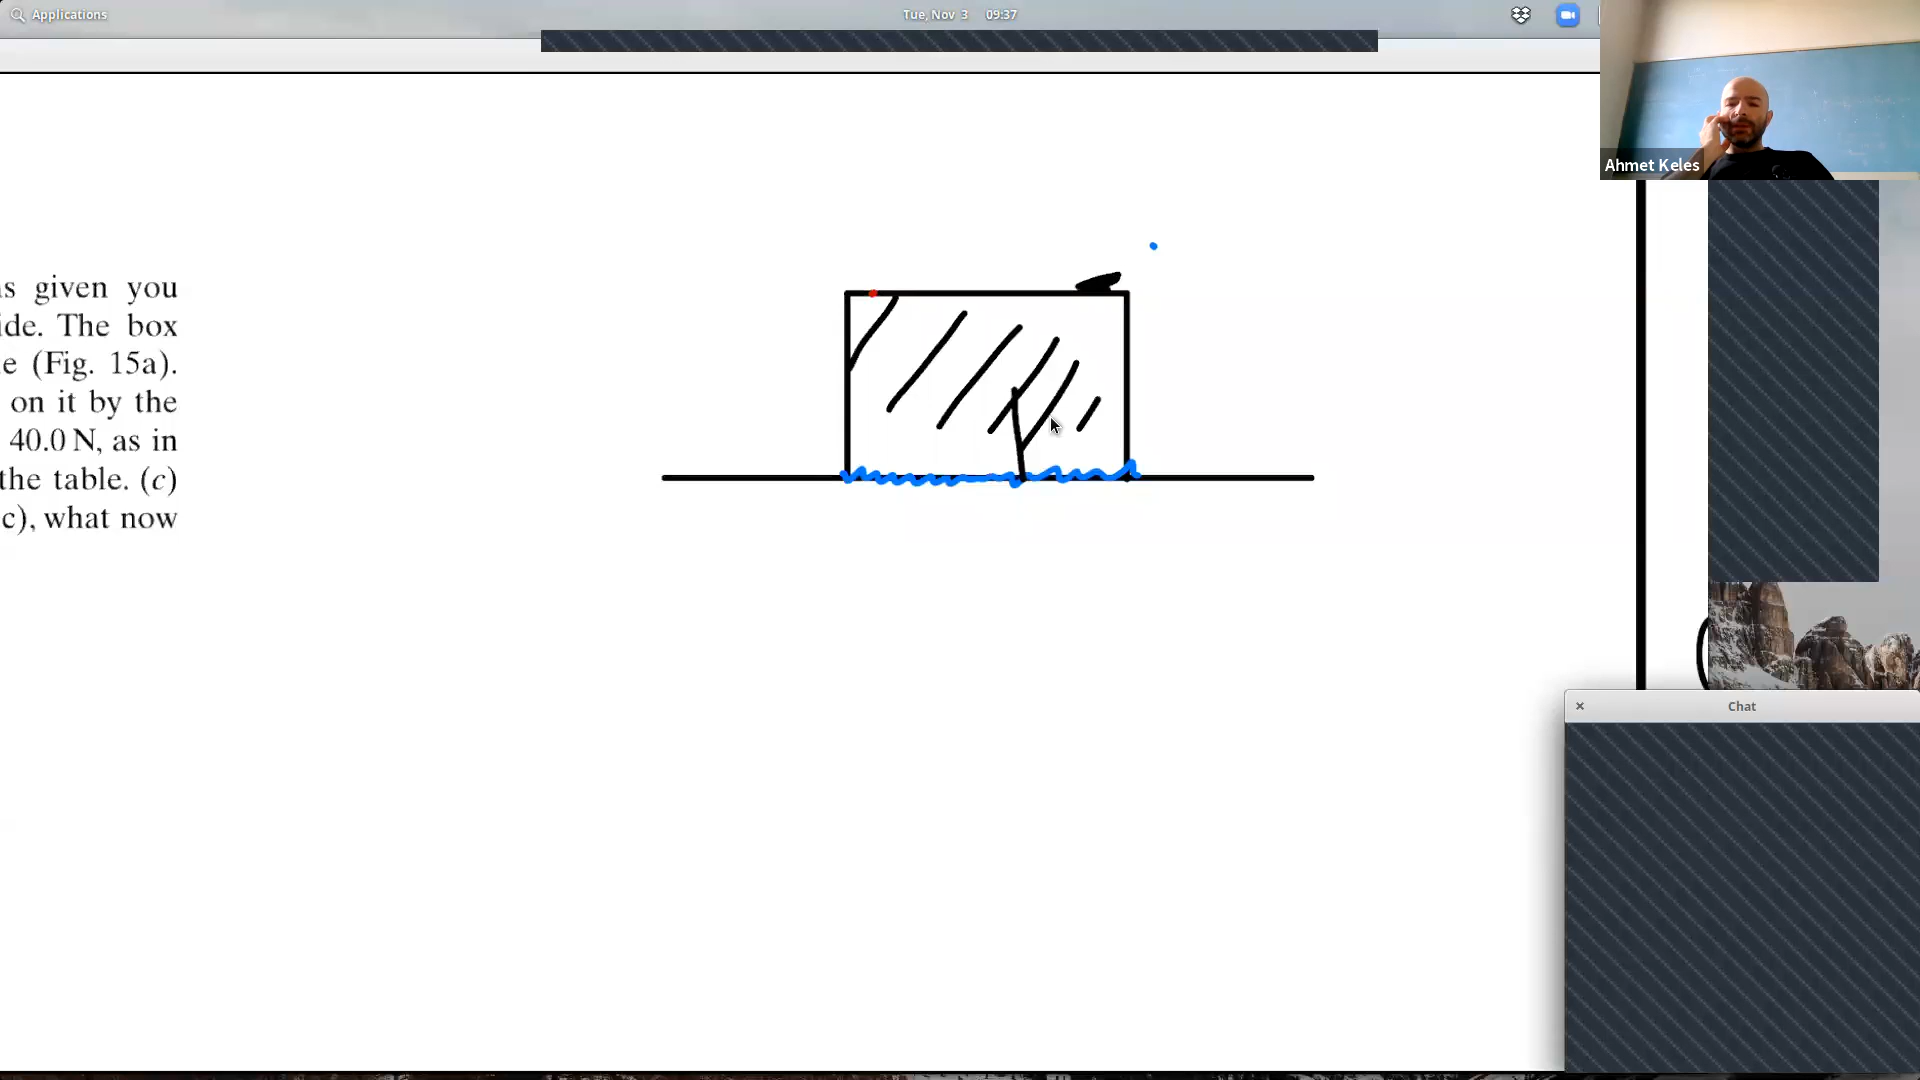 Applications
Tue, Nov 3 09:37
Ahmet Keles
given you
ide. The box
(Fig. 15a).
on it by the
40.0 N, as in
the table. (c)
c), what now
Chat